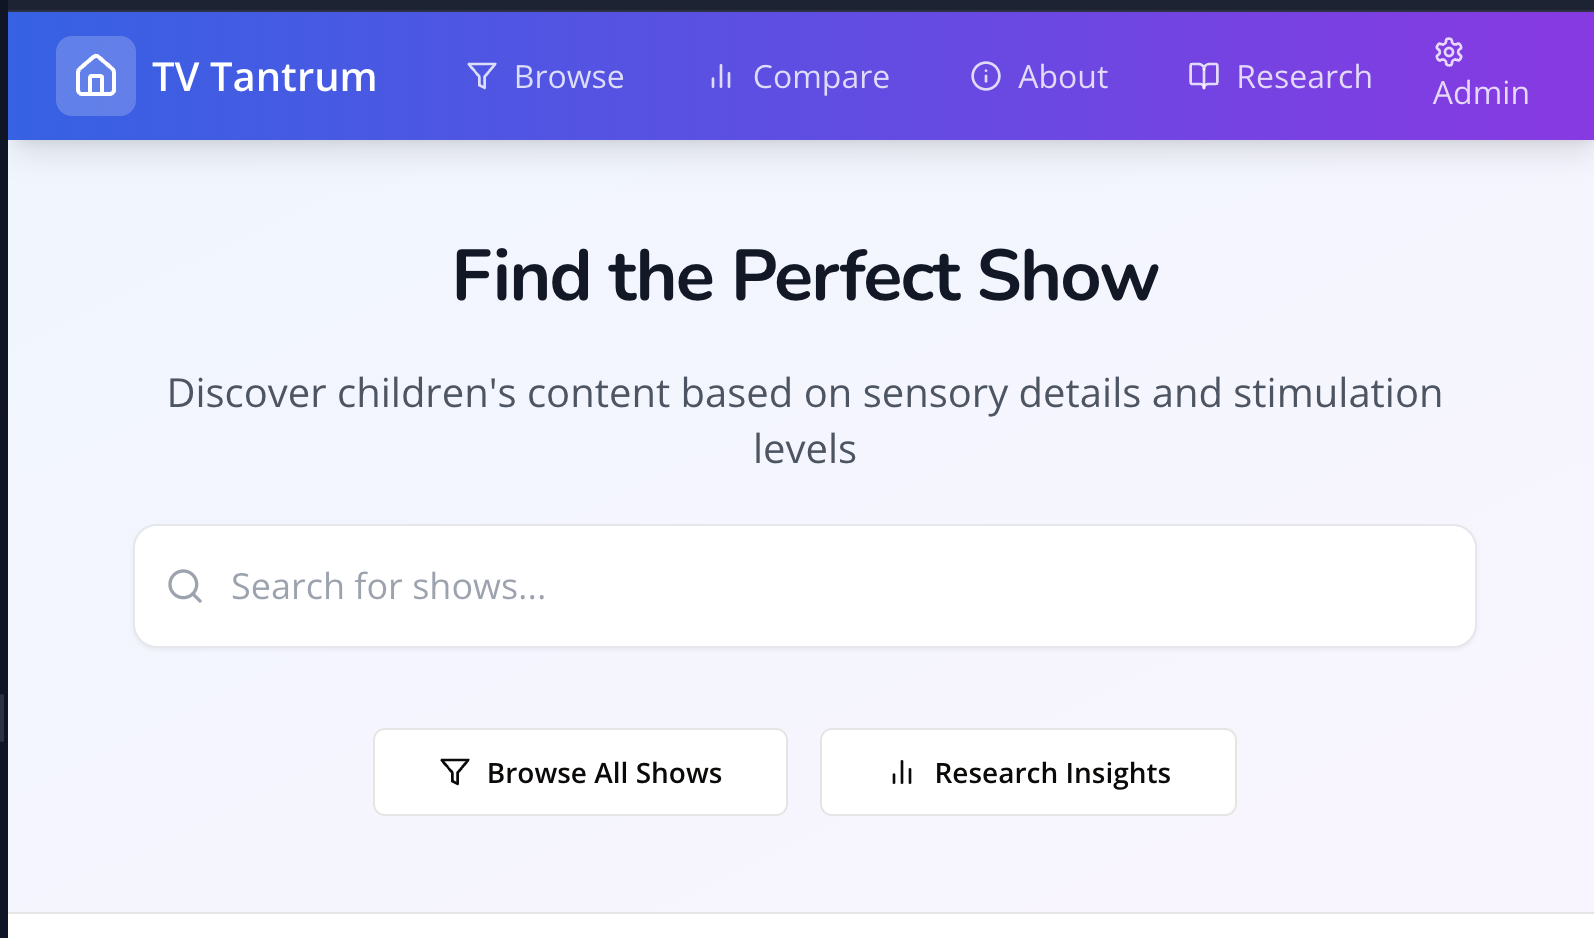 TV Tantrum
Browse
Compare
About
Research
Admin
Find the Perfect Show
Discover children's content based on sensory details and stimulation
levels
Search for shows...
Browse All Shows
Research Insights